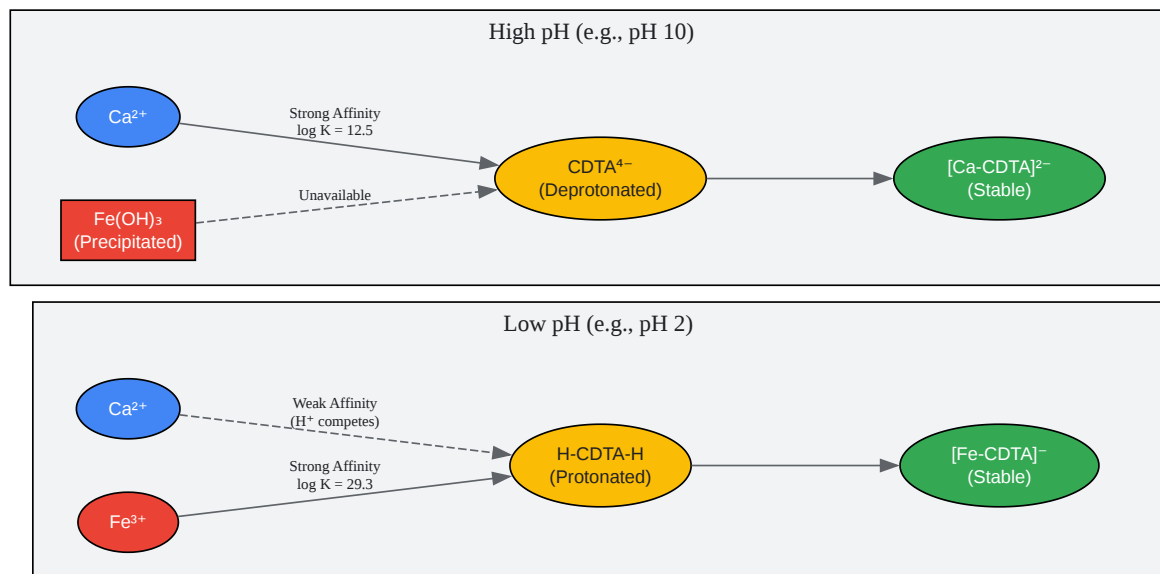 High pH (e.g., pH 10)
Ca²⁺
Strong Affinity
log K = 12.5
Unavailable
Fe(OH)₃
(Precipitated)
CDTA⁴⁻
(Deprotonated)
[Ca-CDTA]²⁻
(Stable)
Low pH (e.g., pH 2)
Ca²⁺
Weak Affinity
(H⁺ competes)
Strong Affinity
log K = 29.3
Fe³⁺
H-CDTA-H
(Protonated)
[Fe-CDTA]⁻
(Stable)